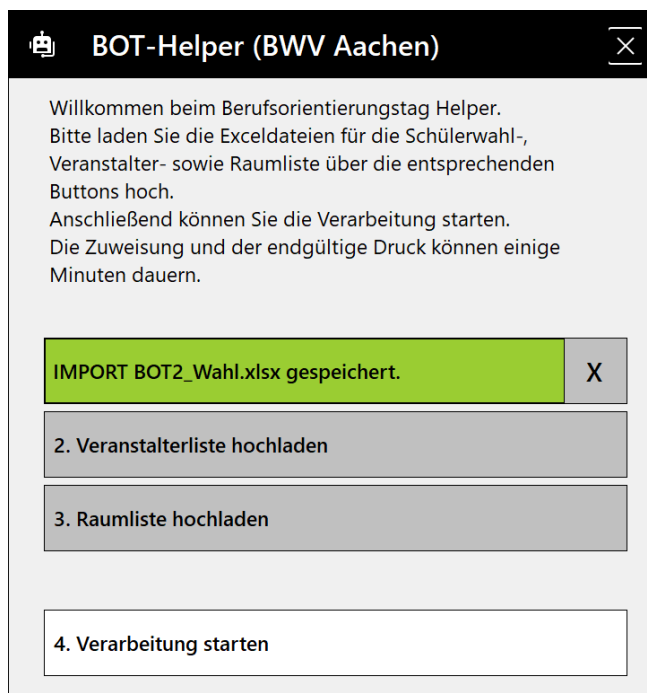 BOT-Helper (BWV Aachen)
Willkommen beim Berufsorientierungstag Helper.
Bitte laden Sie die Exceldateien für die Schülerwahl-,
Veranstalter- sowie Raumliste über die entsprechenden
Buttons hoch.
Anschließend können Sie die Verarbeitung starten.
Die Zuweisung und der endgültige Druck können einige
Minuten dauern.
IMPORT BOT2_Wahl.xlsx gespeichert. X
2. Veranstalterliste hochladen
3. Raumliste hochladen
4. Verarbeitung starten